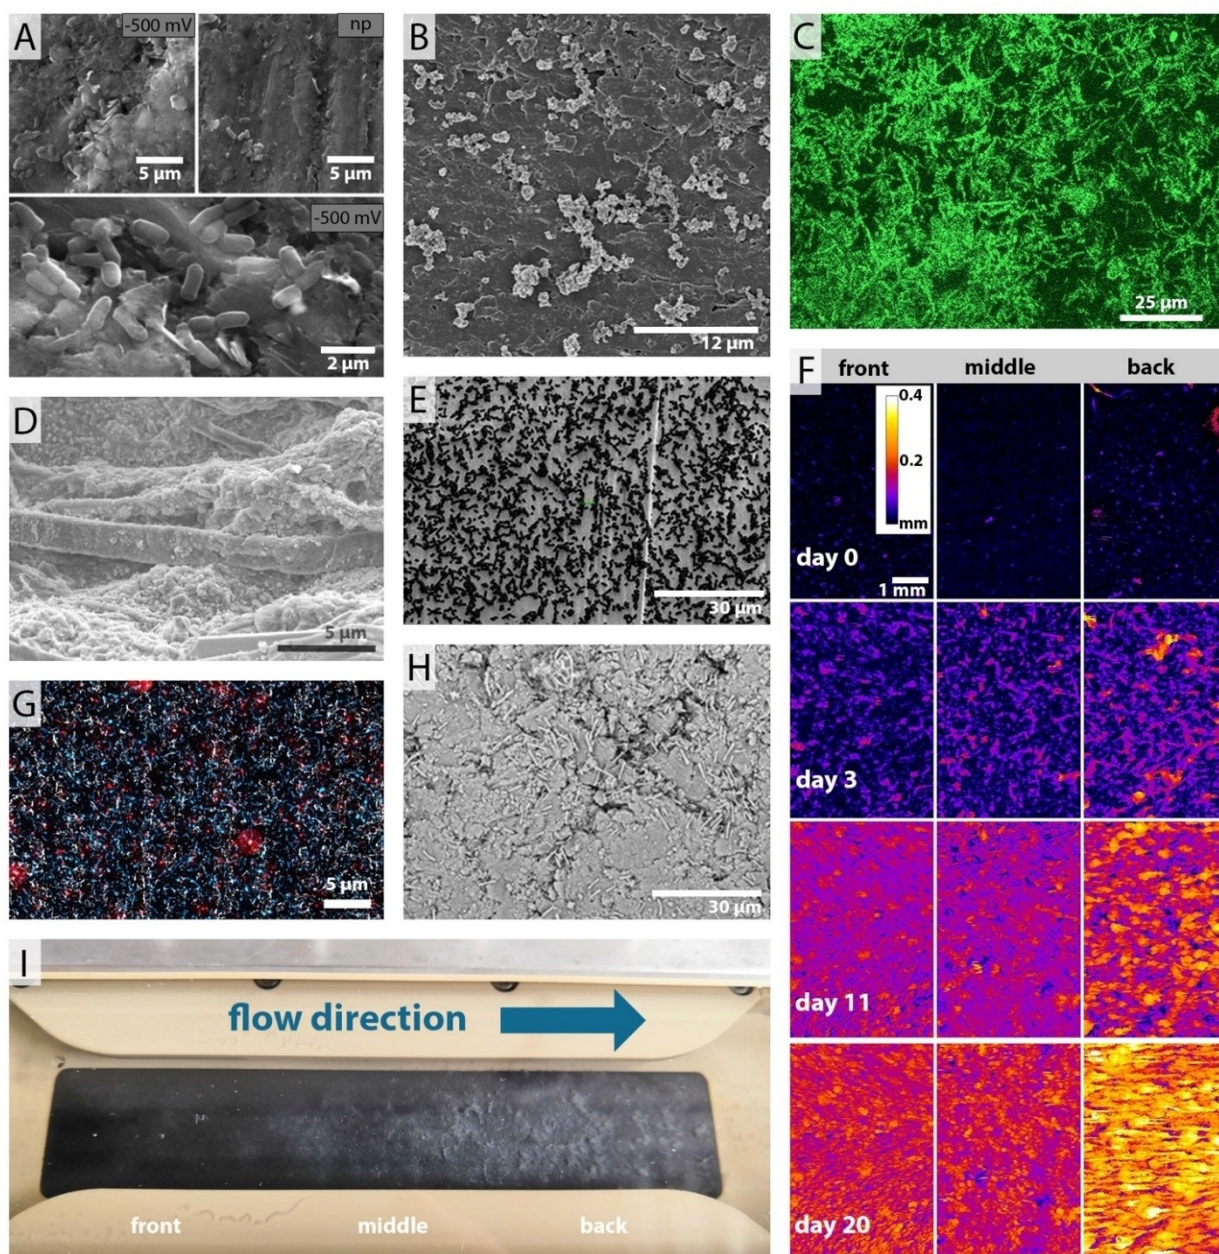 A
-500 mV
np
5 µm
5 µm
-500 mV
2 µm
B
12 µm
C
25 µm
D
5 µm
E
30 µm
F
front
middle
back
0.4
0.2
mm
day 0
1 mm
day 3
day 11
day 20
G
5 µm
H
30 µm
I
flow direction
front
middle
back